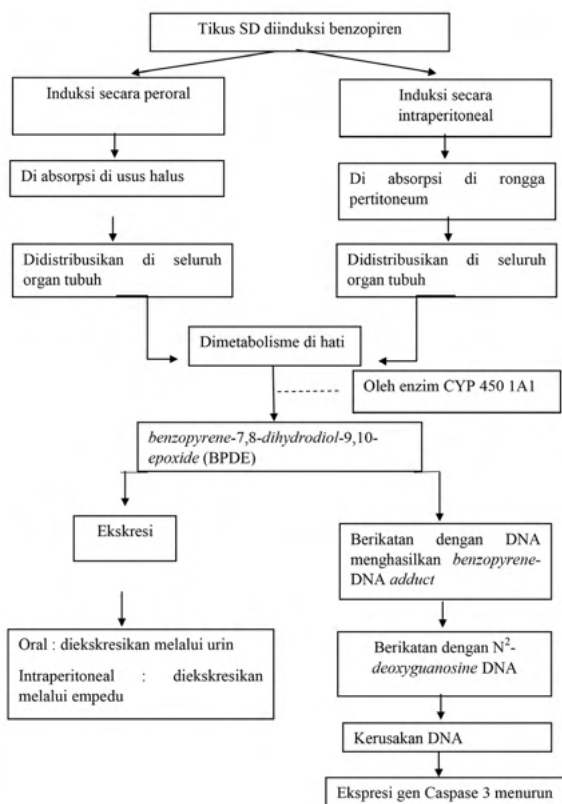 Tikus SD diinduksi benzopiren
Induksi secara peroral
Induksi secara
intraperitoneal
Di absorpsi di usus halus
Di absorpsi di rongga
pertitoneum
Didistribusikan di seluruh
organ tubuh
Didistribusikan di seluruh
organ tubuh
Dimetabolisme di hati
Oleh enzim CYP 450 1A1
benzopyrene-7,8-dihydrodiol-9,10-
epoxide (BPDE)
Ekskresi
Berikatan dengan DNA
menghasilkan benzopyrene-
DNA adduct
Oral : diekskresikan melalui urin
Intraperitoneal : diekskresikan
melalui empedu
Berikatan dengan N²-
deoxyguanosine DNA
Kerusakan DNA
Ekspresi gen Caspase 3 menurun